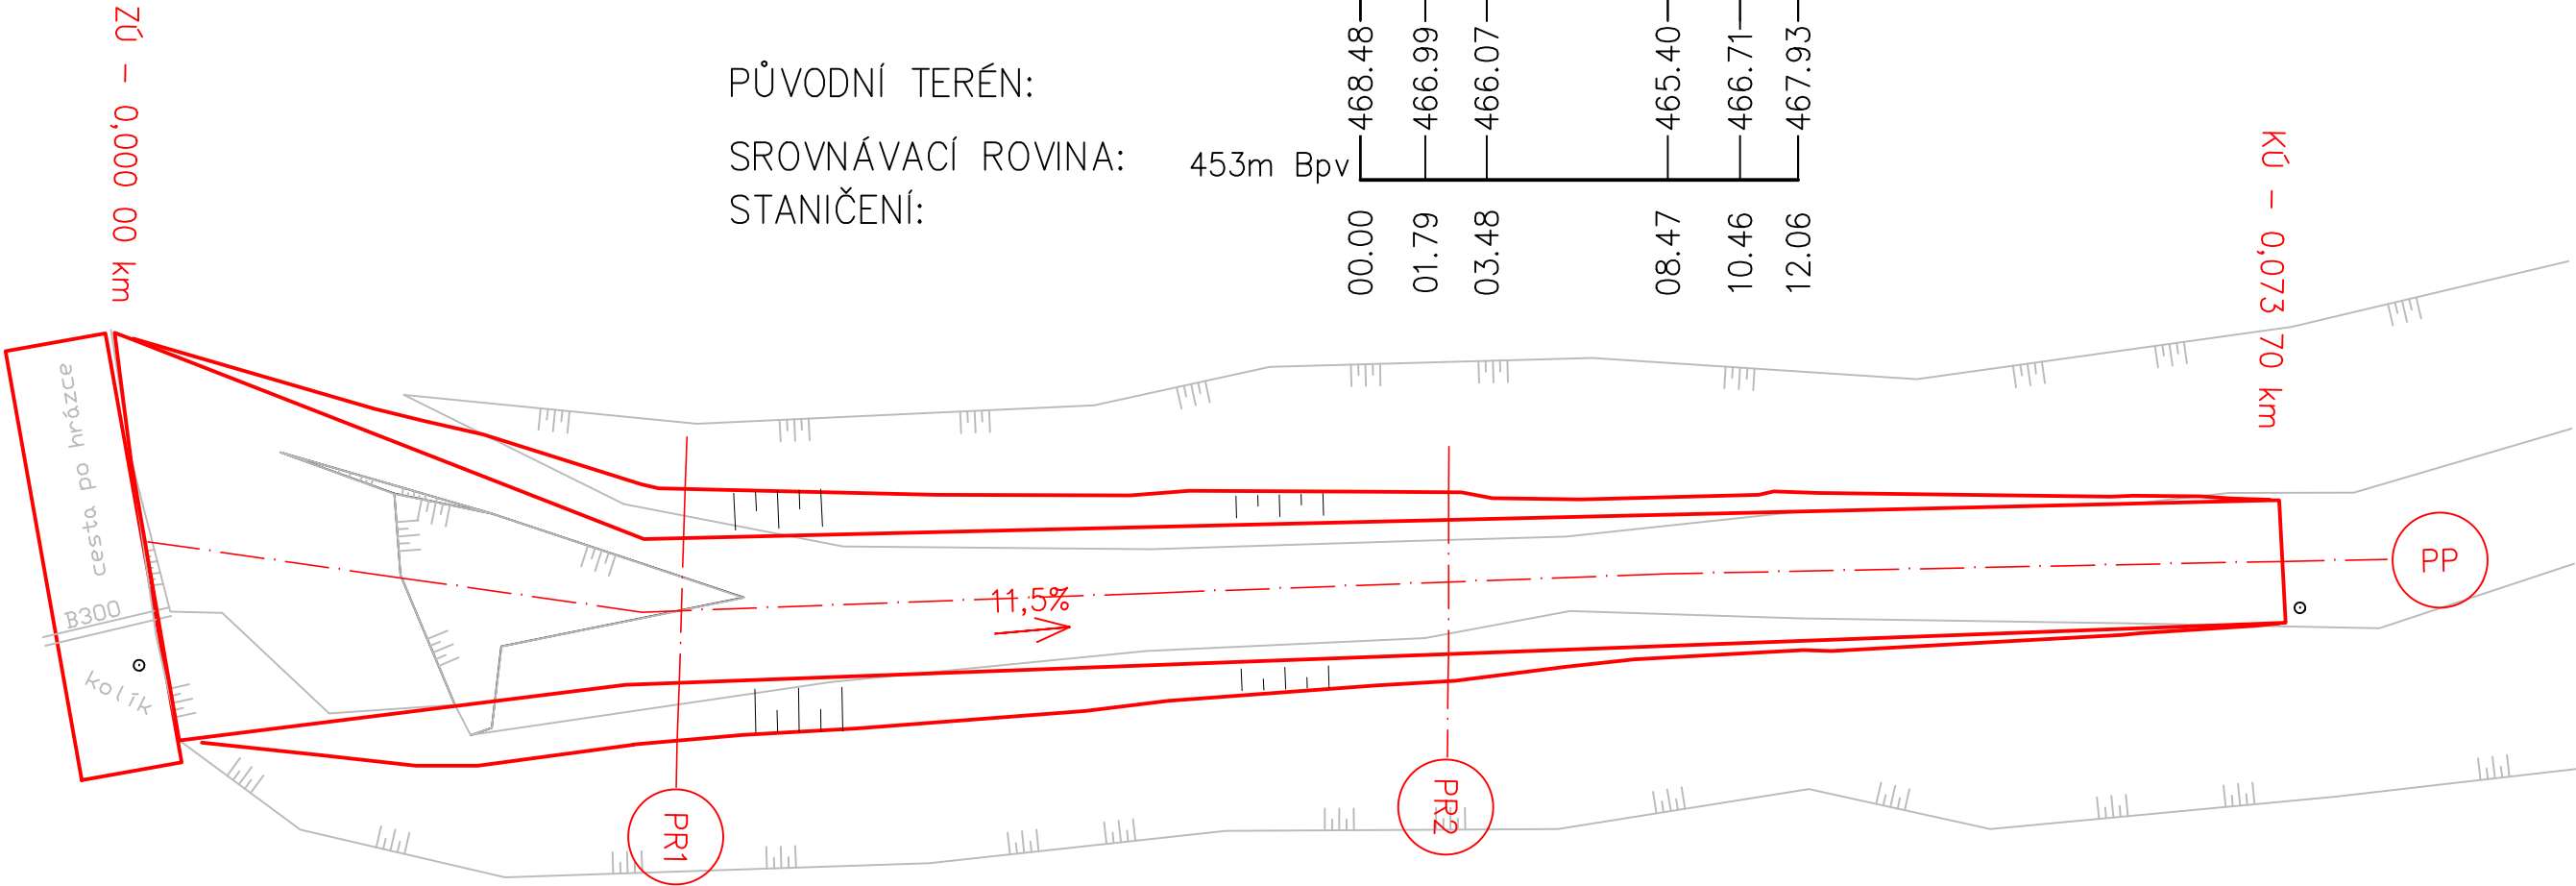 ZÚ - 0,000 00 km
PŮVODNÍ TERÉN:
468.48
466.99
466.07
465.40
466.71
467.93
SROVNÁVACÍ ROVINA: 453m Bpv
STANIČENÍ:
00.00
01.79
03.48
08.47
10.46
12.06
KÚ - 0,073 70 km
cesta po hrázce
B300
kolík
11,5%
PP
PR1
PR2